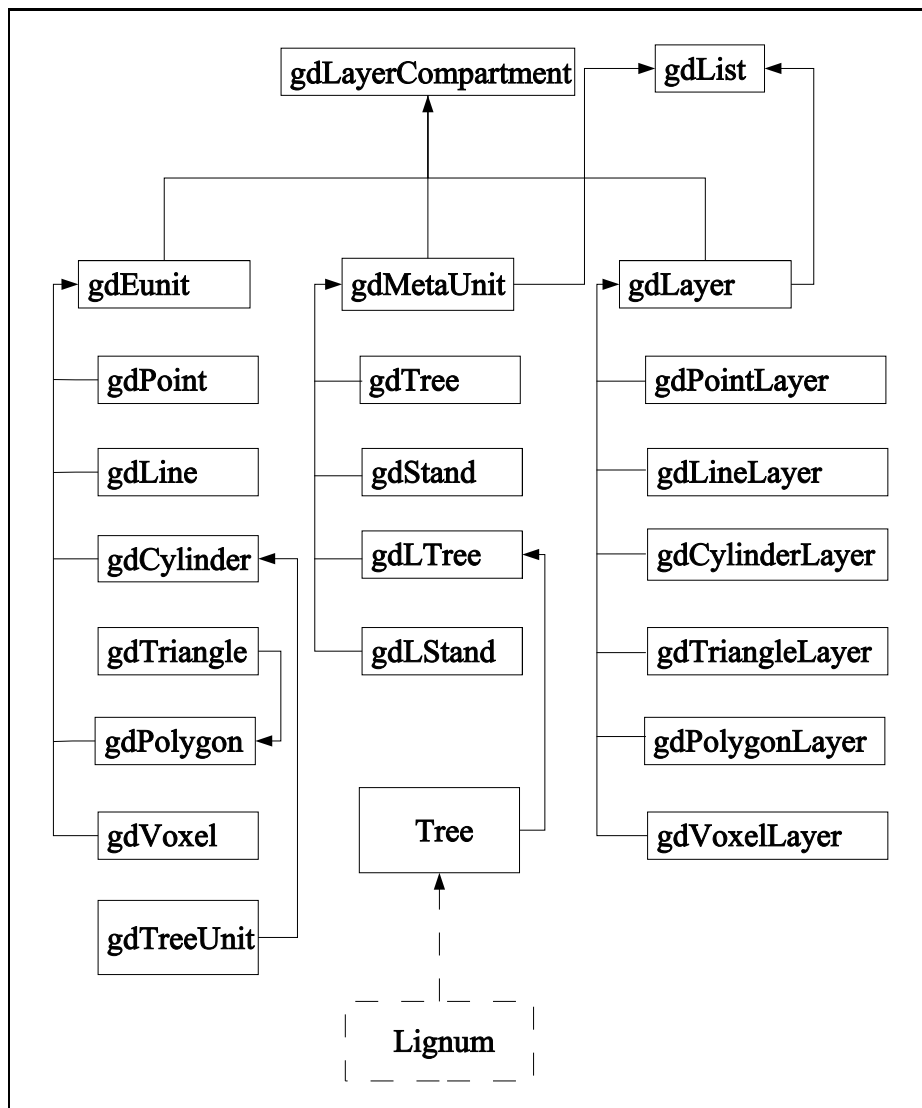 gdLayerCompartment
gdList
gdEunit
gdMetaUnit
gdLayer
gdPoint
gdTree
gdPointLayer
gdLine
gdStand
gdLineLayer
gdCylinder
gdLTree
gdCylinderLayer
gdTriangle
gdLStand
gdTriangleLayer
gdPolygon
gdPolygonLayer
gdVoxel
Tree
gdVoxelLayer
gdTreeUnit
Lignum